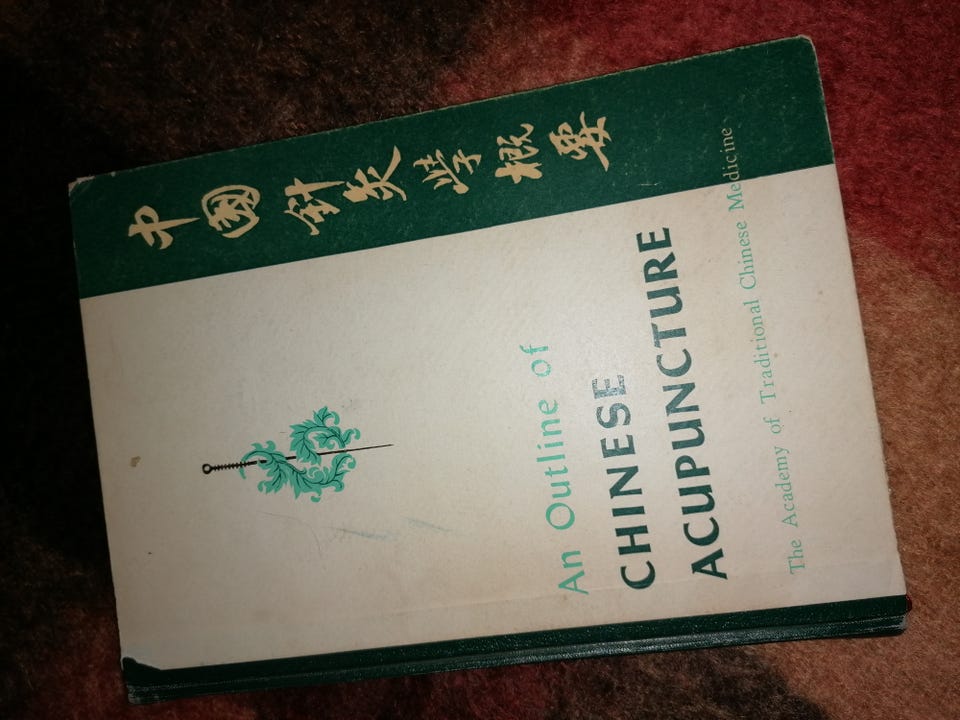 中國針灸學概要
An Outline of
CHINESE
ACUPUNCTURE
The Academy of Traditional Chinese Medicine